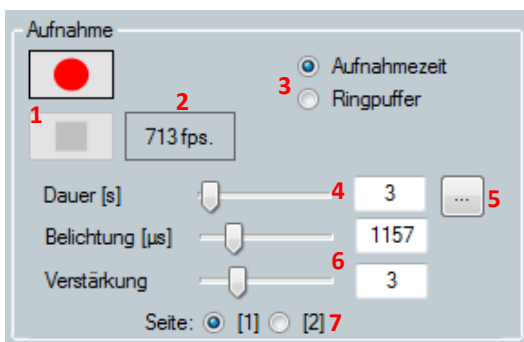 Aufnahme
Aufnahmezeit
3
Ringpuffer
1
2
713 fps.
Dauer [s] 4 3 ... 5
Belichtung [µs] 1157
6
Verstärkung 3
Seite: [1] [2] 7